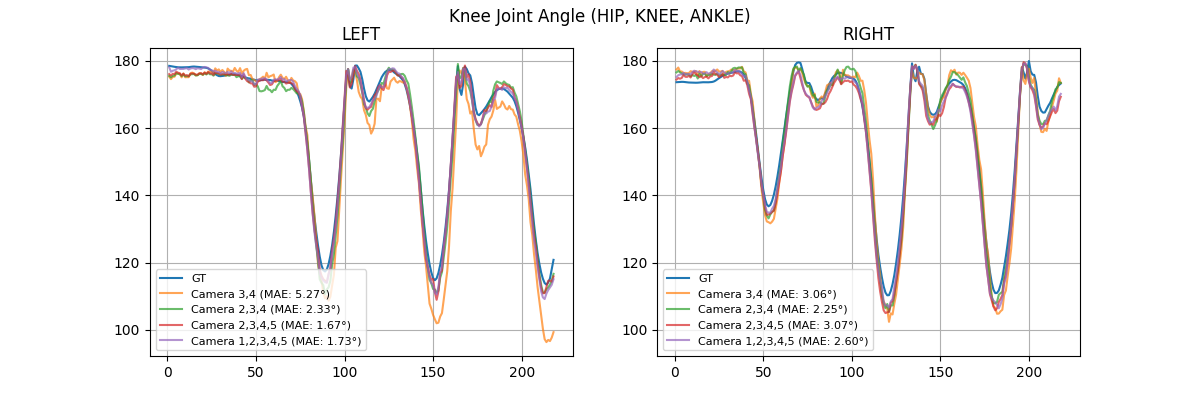 Knee Joint Angle (HIP, KNEE, ANKLE)
LEFT
180
160
140
120
100
0
50
100
150
200
GT
Camera 3,4 (MAE: 5.27°)
Camera 2,3,4 (MAE: 2.33°)
Camera 2,3,4,5 (MAE: 1.67°)
Camera 1,2,3,4,5 (MAE: 1.73°)
RIGHT
180
160
140
120
100
0
50
100
150
200
GT
Camera 3,4 (MAE: 3.06°)
Camera 2,3,4 (MAE: 2.25°)
Camera 2,3,4,5 (MAE: 3.07°)
Camera 1,2,3,4,5 (MAE: 2.60°)